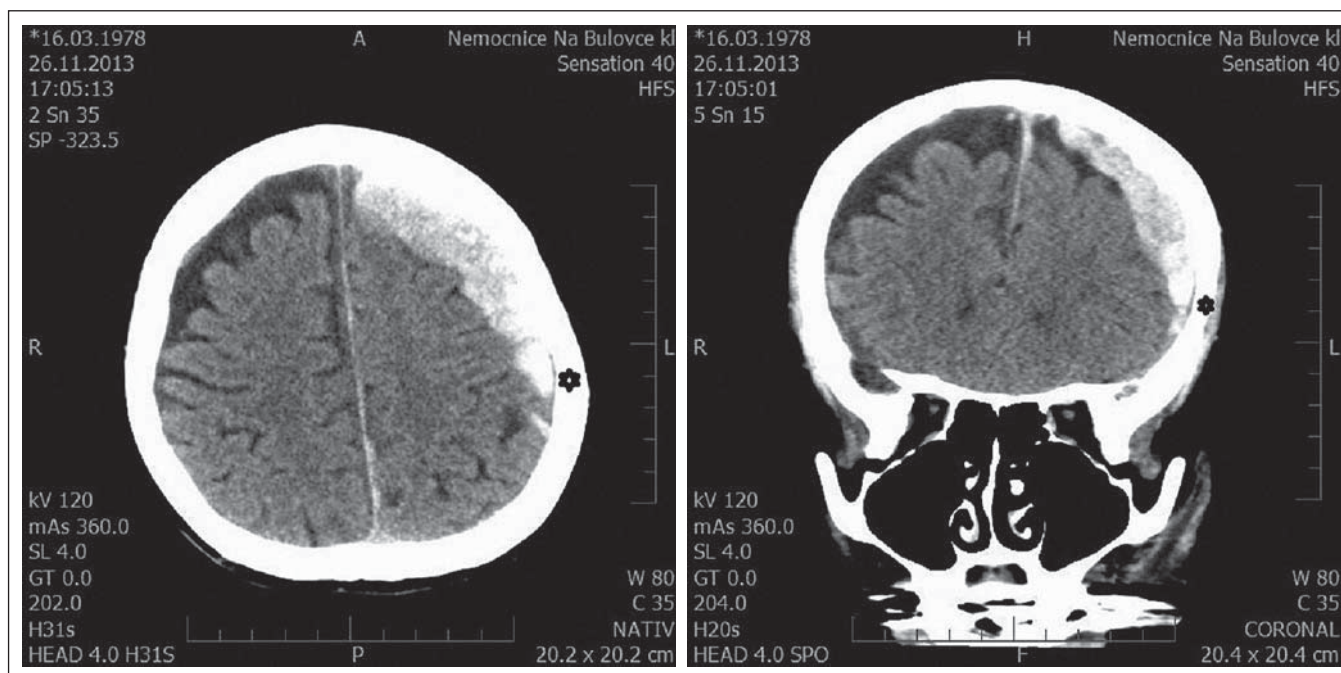 *16.03.1978
26.11.2013
17:05:13
2 Sn 35
SP -323.5
A
Nemocnice Na Bulovce kl
Sensation 40
HFS
R
L
kV 120
mAs 360.0
SL 4.0
GT 0.0
202.0
H31s
HEAD 4.0 H31S
P
W 80
C 35
NATIV
20.2 x 20.2 cm
*16.03.1978
26.11.2013
17:05:01
5 Sn 15
H
Nemocnice Na Bulovce kl
Sensation 40
HFS
R
L
kV 120
mAs 360.0
SL 4.0
GT 0.0
204.0
H20s
HEAD 4.0 SPO
F
W 80
C 35
CORONAL
20.4 x 20.4 cm